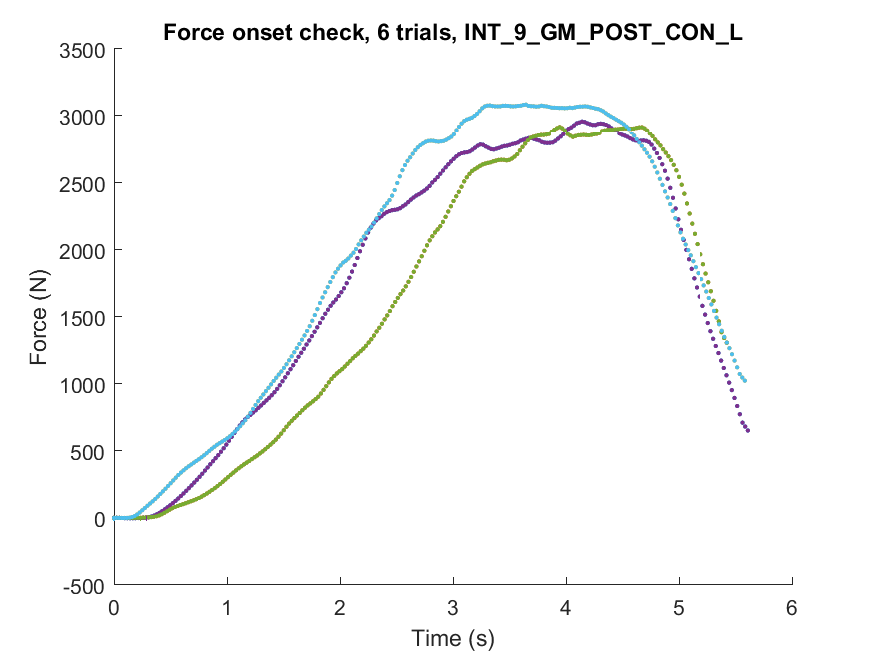 Force onset check, 6 trials, INT_9_GM_POST_CON_L
3500
3000
2500
2000
1500
1000
500
0
-500
Force (N)
0 1 2 3 4 5 6
Time (s)